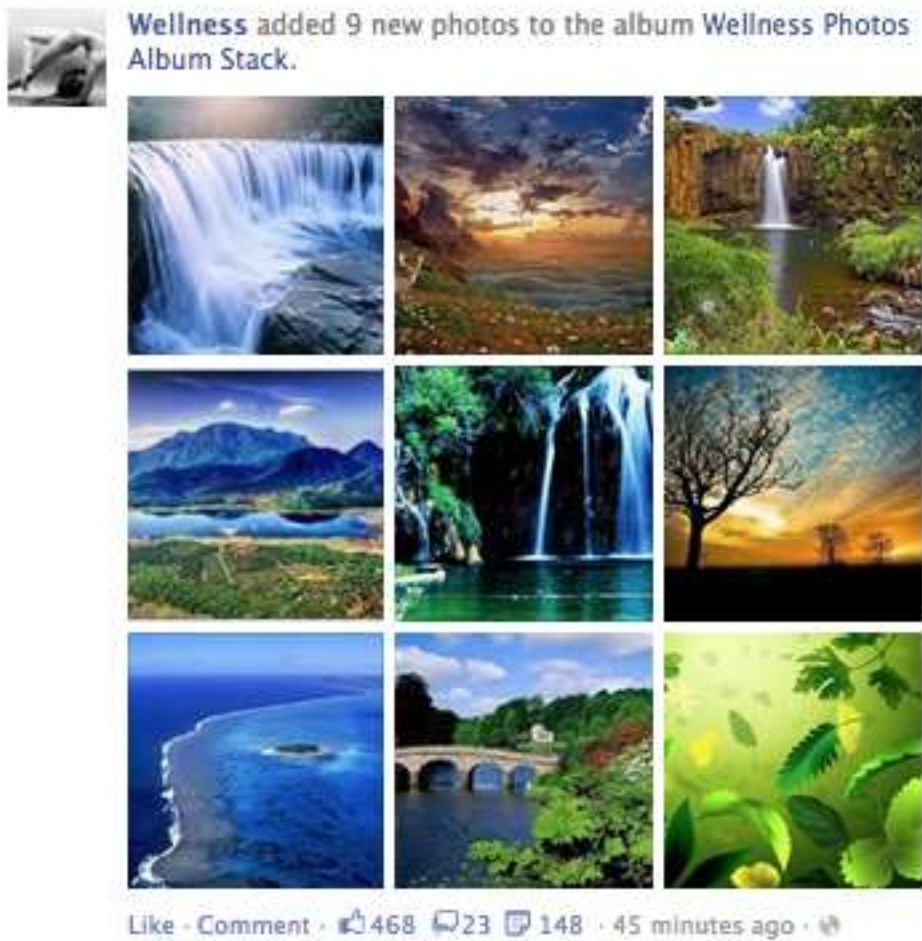 Wellness added 9 new photos to the album Wellness Photos
Album Stack.
Like · Comment · 468 23 148 · 45 minutes ago ·